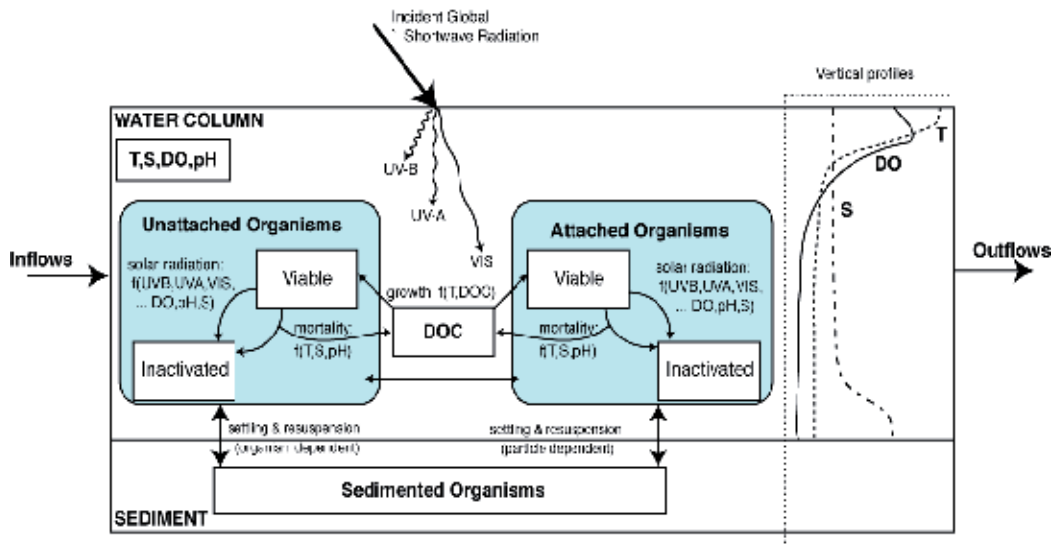 Incident Global
Shortwave Radiation
Vertical profiles
WATER COLUMN
T,S,DO,pH
UV-B
UV-A
VIS
T
DO
S
Inflows
Outflows
Unattached Organisms
solar radiation:
f(UVB,UVA,VIS,
... DO,pH,S)
Viable
Inactivated
mortality:
f(T,S,pH)
growth f(T,DOC)
DOC
Attached Organisms
Viable
solar radiation:
f(UVB,UVA,VIS,
... DO,pH,S)
mortality:
f(T,S,pH)
Inactivated
settling & resuspension
(organism dependent)
settling & resuspension
(particle dependent)
Sedimented Organisms
SEDIMENT